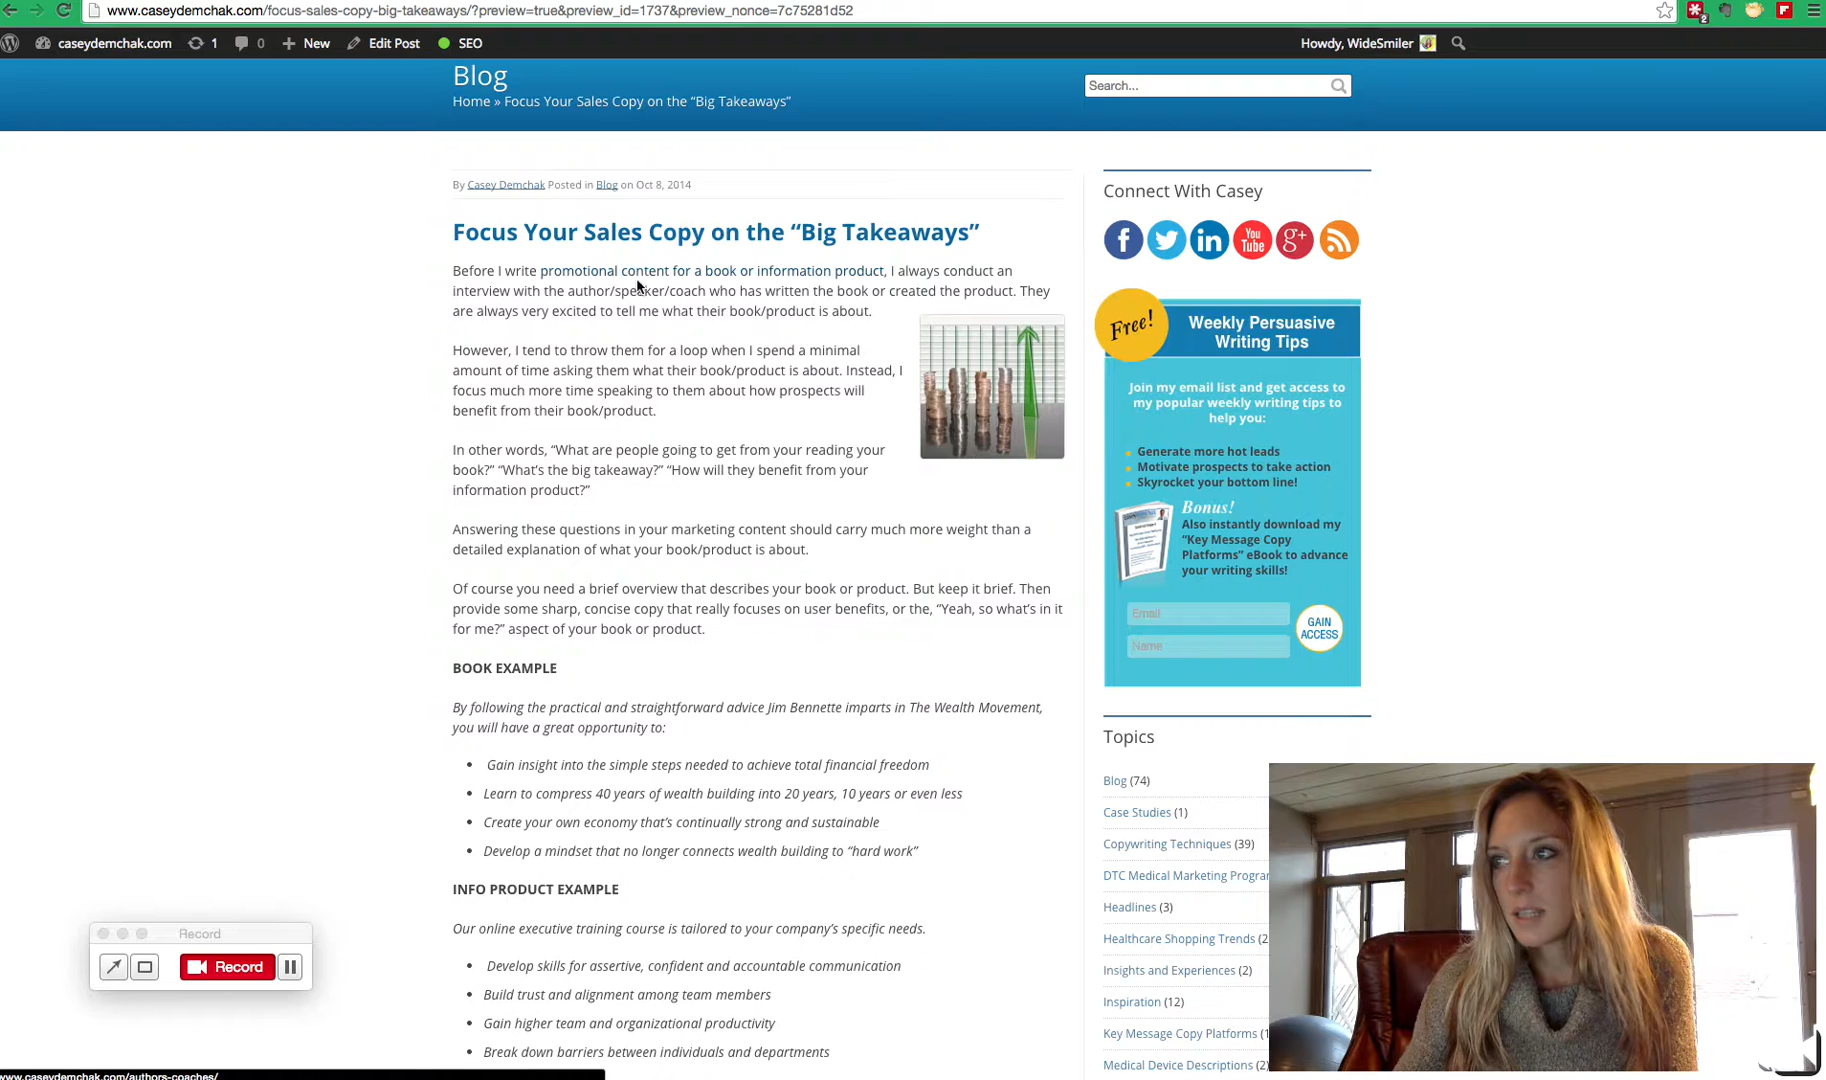 www.caseydemchak.com/focus-sales-copy-big-takeaways/?preview=true&preview_id=1737&preview_nonce=7c75281d52
2
caseydemchak.com 1 0 New Edit Post SEO
Howdy, WideSmiler
Blog
Home » Focus Your Sales Copy on the “Big Takeaways”
Search...
By Casey Demchak Posted in Blog on Oct 8, 2014
Focus Your Sales Copy on the “Big Takeaways”
Before I write promotional content for a book or information product, I always conduct an
interview with the author/speaker/coach who has written the book or created the product. They
are always very excited to tell me what their book/product is about.
However, I tend to throw them for a loop when I spend a minimal
amount of time asking them what their book/product is about. Instead, I
focus much more time speaking to them about how prospects will
benefit from their book/product.
In other words, “What are people going to get from your reading your
book?” “What’s the big takeaway?” “How will they benefit from your
information product?”
Answering these questions in your marketing content should carry much more weight than a
detailed explanation of what your book/product is about.
Of course you need a brief overview that describes your book or product. But keep it brief. Then
provide some sharp, concise copy that really focuses on user benefits, or the, “Yeah, so what’s in it
for me?” aspect of your book or product.
BOOK EXAMPLE
By following the practical and straightforward advice Jim Bennette imparts in The Wealth Movement,
you will have a great opportunity to:
• Gain insight into the simple steps needed to achieve total financial freedom
• Learn to compress 40 years of wealth building into 20 years, 10 years or even less
• Create your own economy that’s continually strong and sustainable
• Develop a mindset that no longer connects wealth building to “hard work”
INFO PRODUCT EXAMPLE
Our online executive training course is tailored to your company’s specific needs.
• Develop skills for assertive, confident and accountable communication
• Build trust and alignment among team members
• Gain higher team and organizational productivity
• Break down barriers between individuals and departments
Connect With Casey
f in You Tube g+
Free!
Weekly Persuasive
Writing Tips
Join my email list and get access to
my popular weekly writing tips to
help you:
Generate more hot leads
Motivate prospects to take action
Skyrocket your bottom line!
Bonus!
Also instantly download my
“Key Message Copy
Platforms” eBook to advance
your writing skills!
Email
Name
GAIN
ACCESS
Topics
Blog (74)
Case Studies (1)
Copywriting Techniques (39)
DTC Medical Marketing Progra
Headlines (3)
Healthcare Shopping Trends (2
Insights and Experiences (2)
Inspiration (12)
Key Message Copy Platforms (1
Medical Device Descriptions (2)
Record
Record
www.caseydemchak.com/authors-coaches/